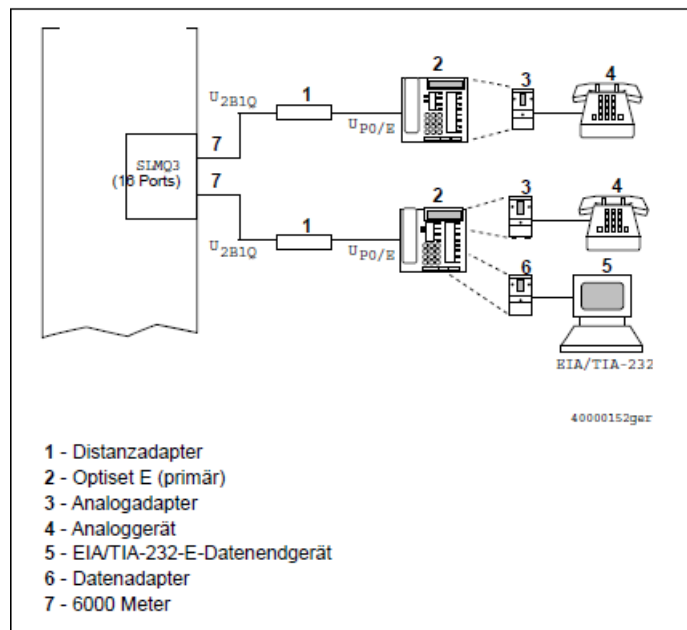 2
3
4
1
U2B1Q
UP0/E
7
SLMQ3
(16 Ports)
7
2
3
4
1
U2B1Q
UP0/E
6
5
EIA/TIA-232
40000152ger
1 - Distanzadapter
2 - Optiset E (primär)
3 - Analogadapter
4 - Analoggerät
5 - EIA/TIA-232-E-Datenendgerät
6 - Datenadapter
7 - 6000 Meter